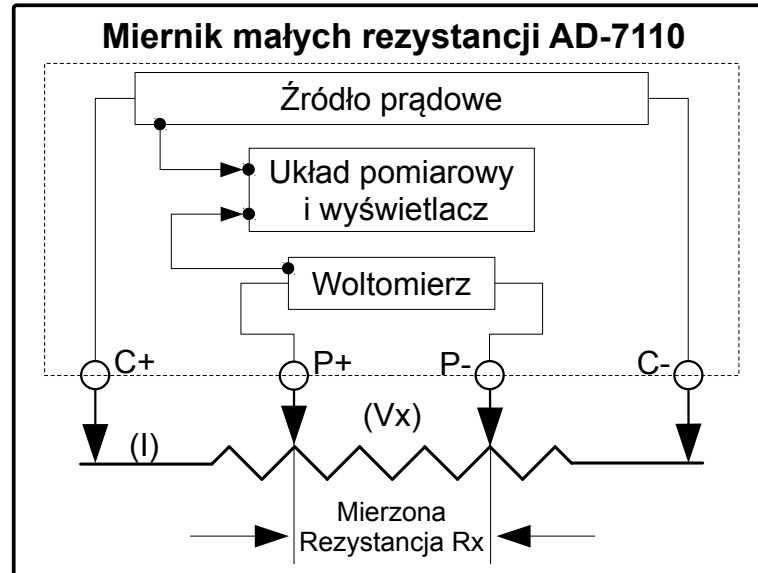 Miernik małych rezystancji AD-7110
Źródło prądowe
Układ pomiarowy
i wyświetlacz
Woltomierz
C+ P+ P- C-
(I) (Vx)
Mierzona
Rezystancja Rx